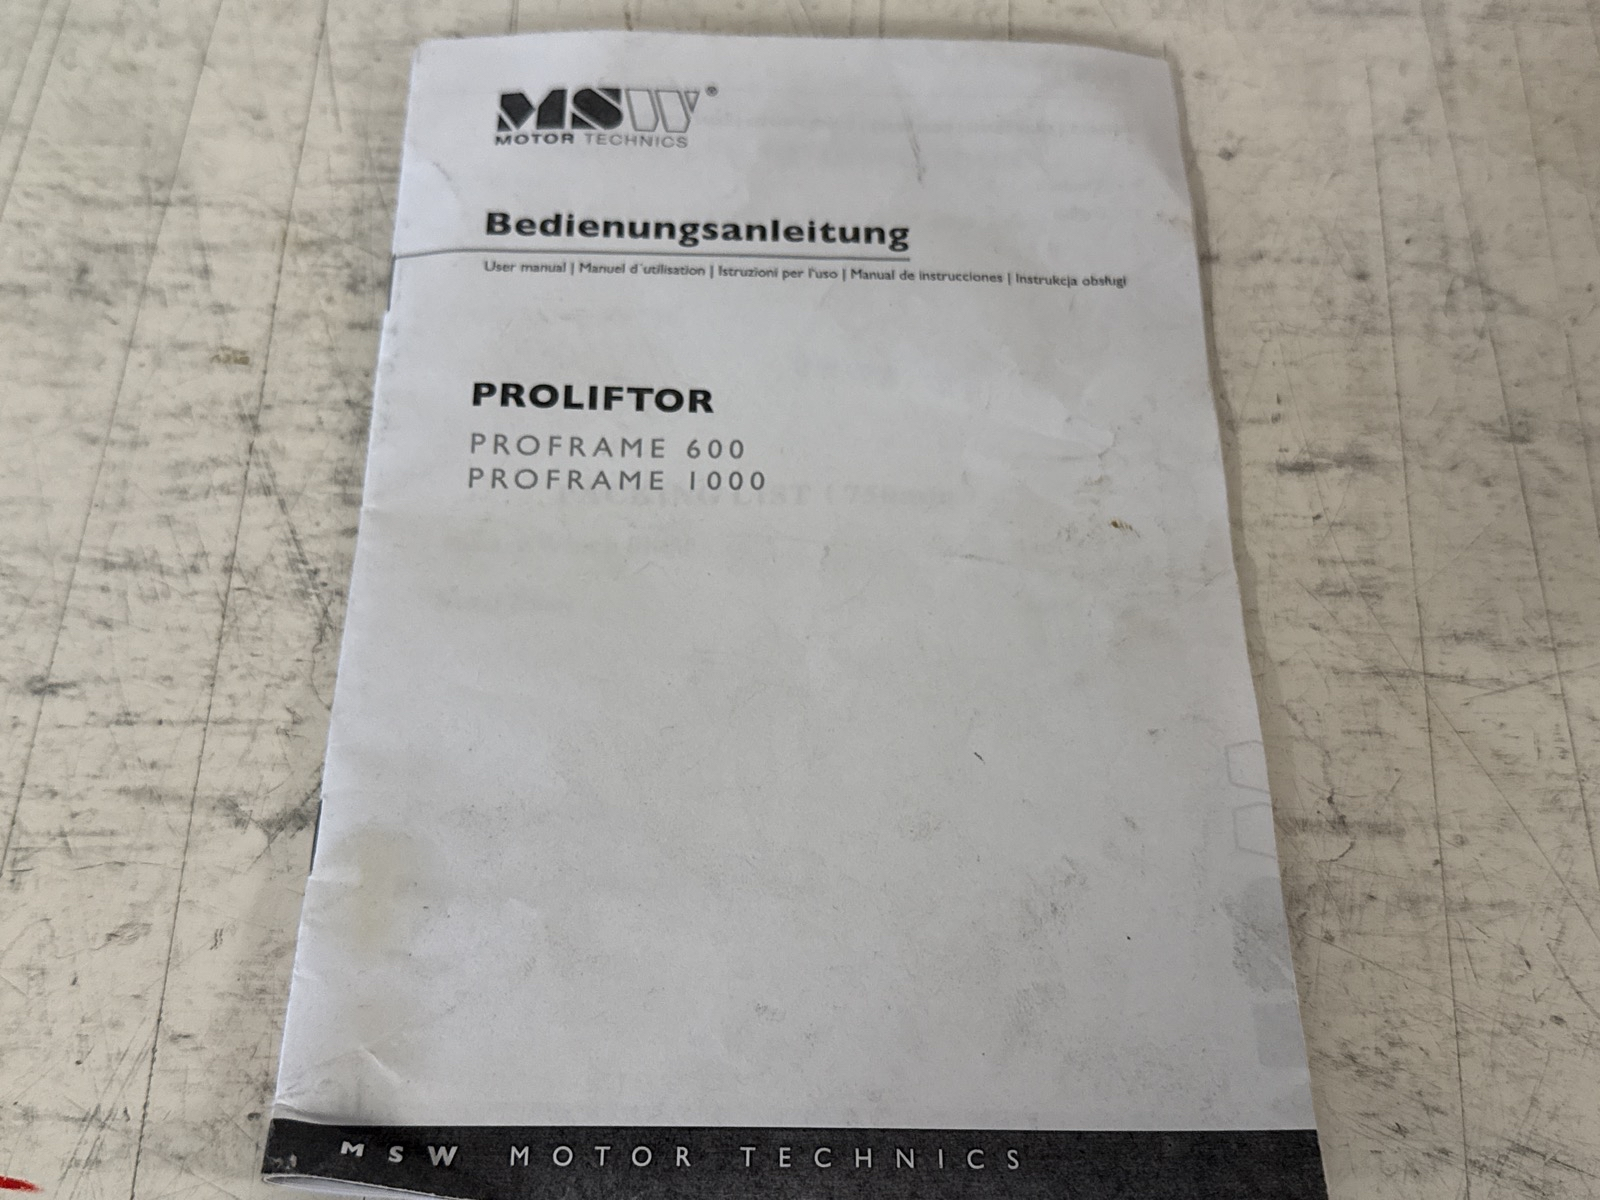 MSW®
MOTOR TECHNICS
Bedienungsanleitung
User manual | Manuel d´utilisation | Istruzioni per l'uso | Manual de instrucciones | Instrukcja obsługi
PROLIFTOR
PROFRAME 600
PROFRAME 1000
MSW MOTOR TECHNICS